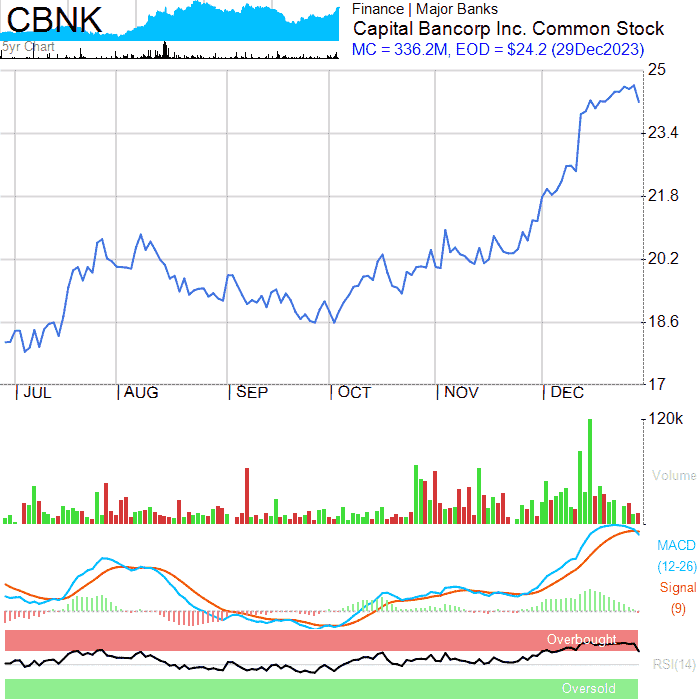 CBNK
5yr Chart
Finance | Major Banks
Capital Bancorp Inc. Common Stock
MC = 336.2M, EOD = $24.2 (29Dec2023)
25
23.4
21.8
20.2
18.6
17
JUL AUG SEP OCT NOV DEC
120k
Volume
MACD
(12-26)
Signal
(9)
Overbought
RSI(14)
Oversold